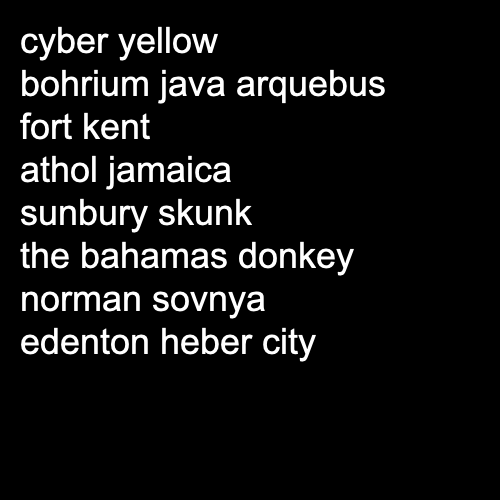 cyber yellow
bohrium java arquebus
fort kent
athol jamaica
sunbury skunk
the bahamas donkey
norman sovnya
edenton heber city